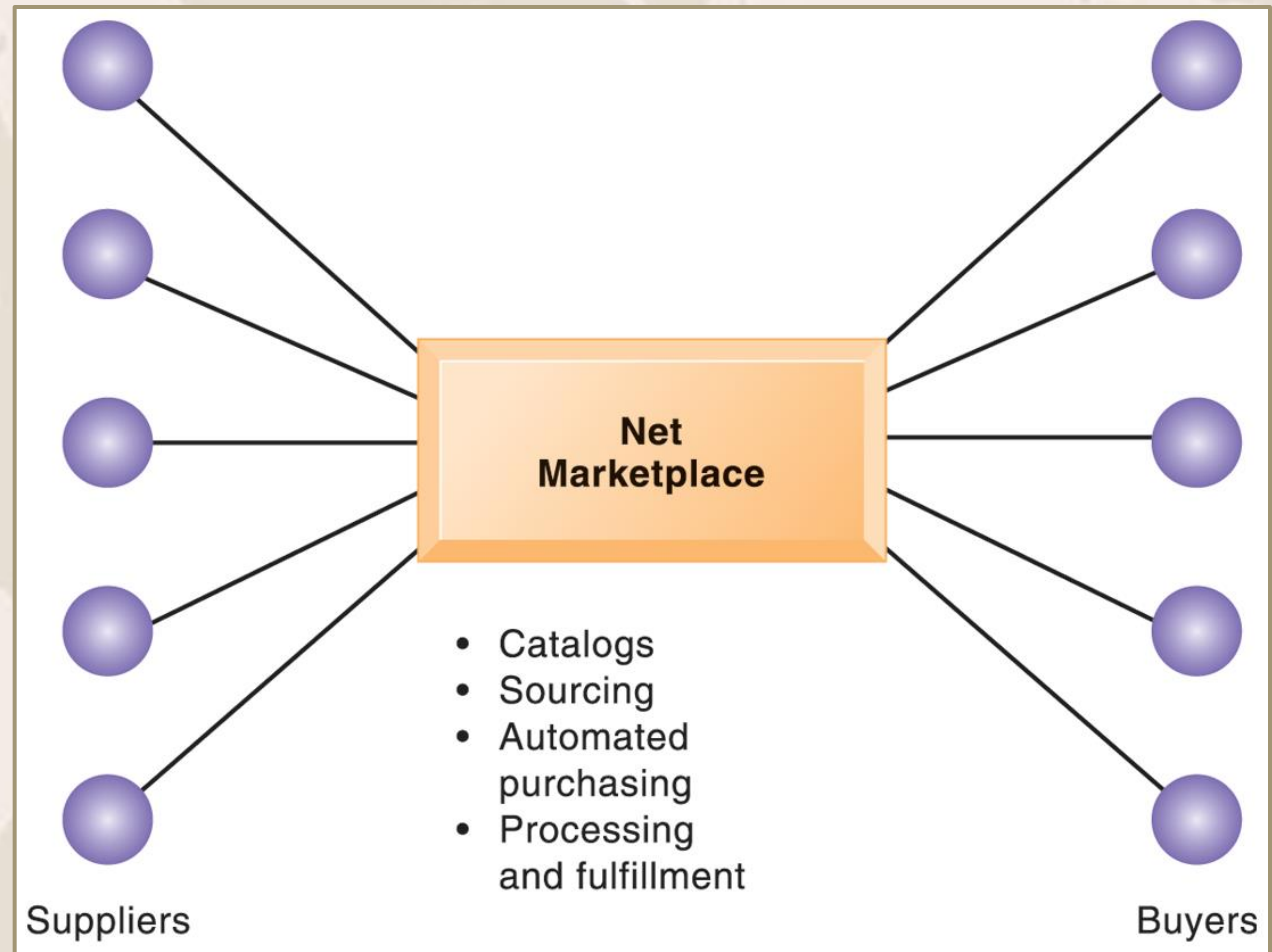 Net
Marketplace
• Catalogs
• Sourcing
• Automated
purchasing
• Processing
and fulfillment
Suppliers
Buyers